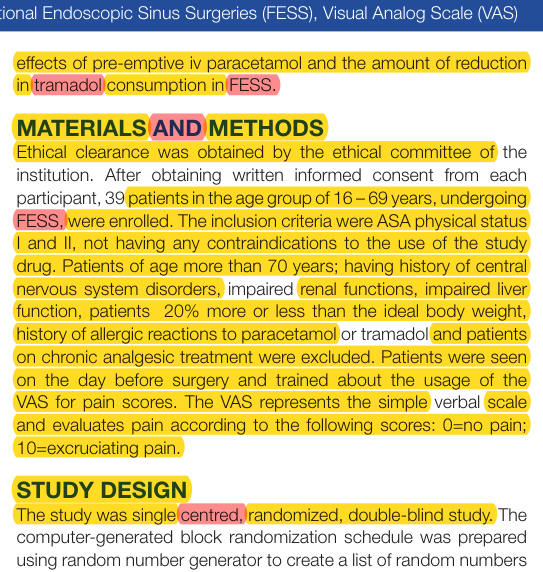 tional Endoscopic Sinus Surgeries (FESS), Visual Analog Scale (VAS)
effects of pre-emptive iv paracetamol and the amount of reduction
in tramadol consumption in FESS.
MATERIALS AND METHODS
Ethical clearance was obtained by the ethical committee of the
institution. After obtaining written informed consent from each
participant, 39 patients in the age group of 16 – 69 years, undergoing
FESS, were enrolled. The inclusion criteria were ASA physical status
I and II, not having any contraindications to the use of the study
drug. Patients of age more than 70 years; having history of central
nervous system disorders, impaired renal functions, impaired liver
function, patients 20% more or less than the ideal body weight,
history of allergic reactions to paracetamol or tramadol and patients
on chronic analgesic treatment were excluded. Patients were seen
on the day before surgery and trained about the usage of the
VAS for pain scores. The VAS represents the simple verbal scale
and evaluates pain according to the following scores: 0=no pain;
10=excruciating pain.
STUDY DESIGN
The study was single centred, randomized, double-blind study. The
computer-generated block randomization schedule was prepared
using random number generator to create a list of random numbers